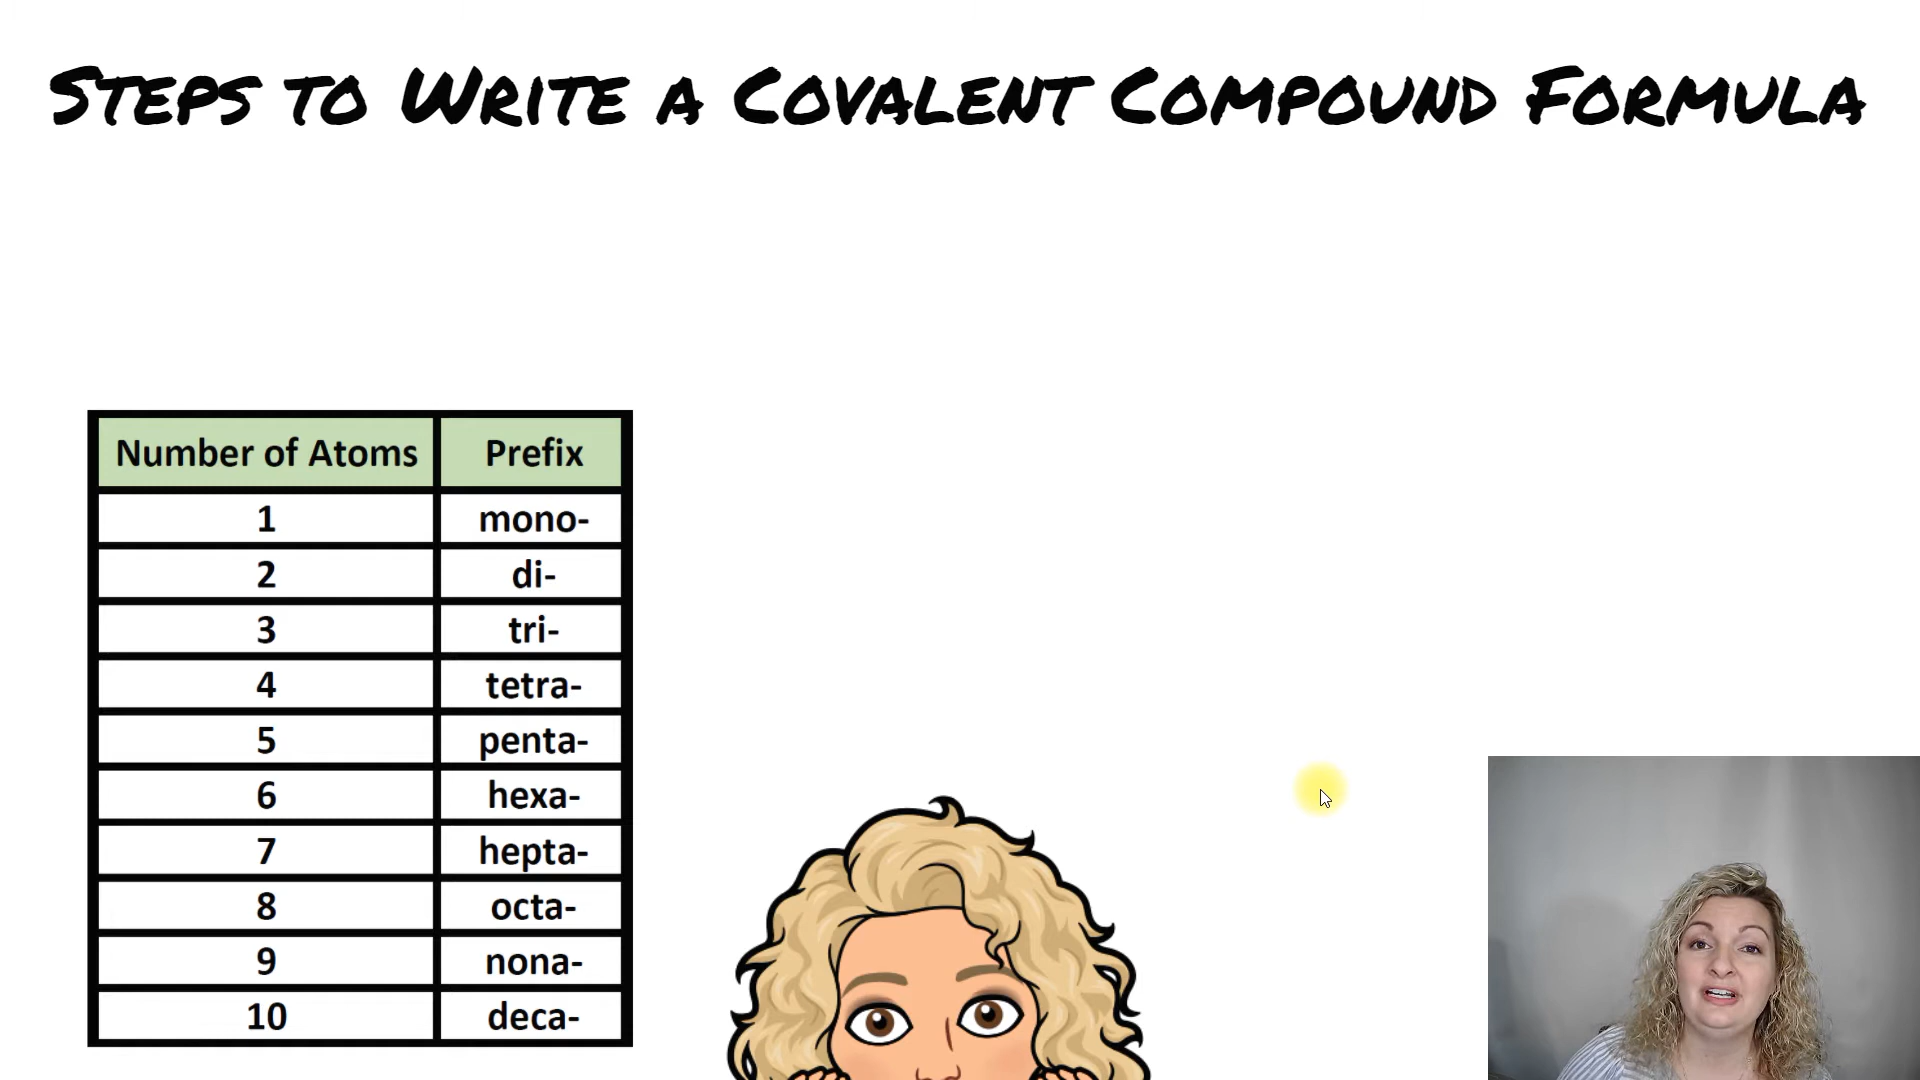 Steps to Write a Covalent Compound Formula
Number of Atoms Prefix
1 mono-
2 di-
3 tri-
4 tetra-
5 penta-
6 hexa-
7 hepta-
8 octa-
9 nona-
10 deca-